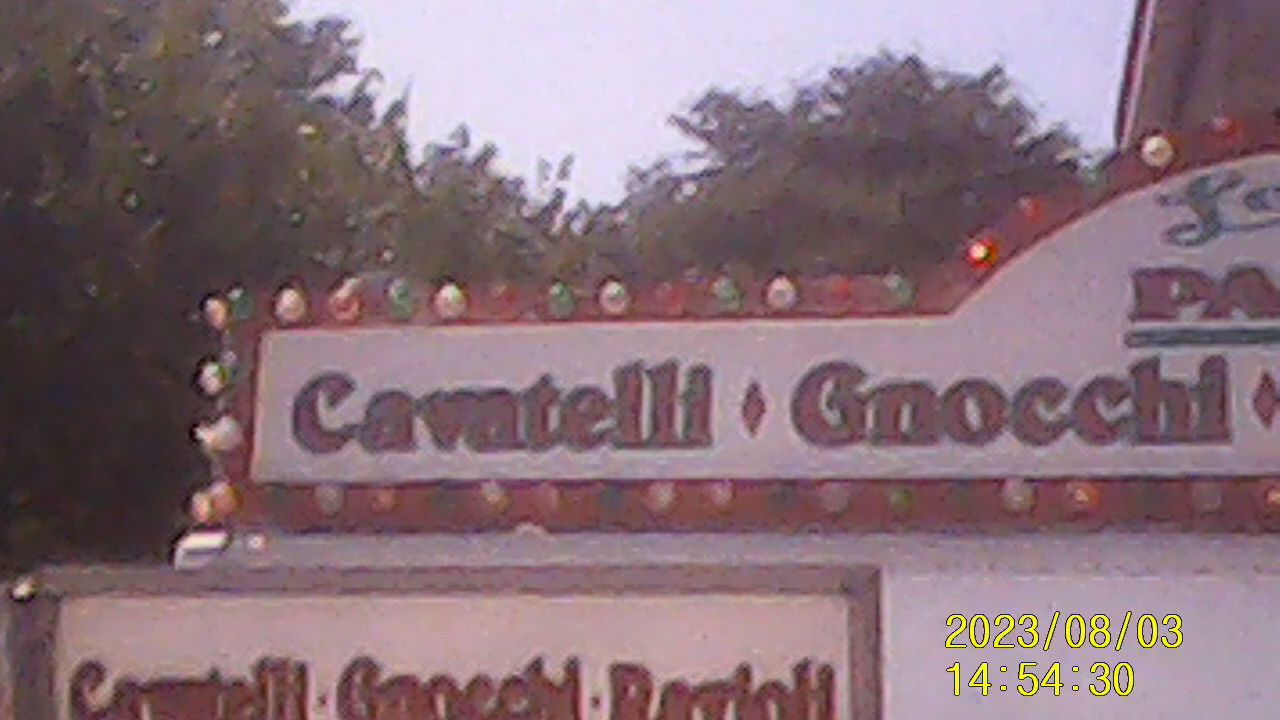 Cavatelli ♦ Gnocchi ♦
Cavatelli · Gnocchi · Ravioli
2023/08/03
14:54:30